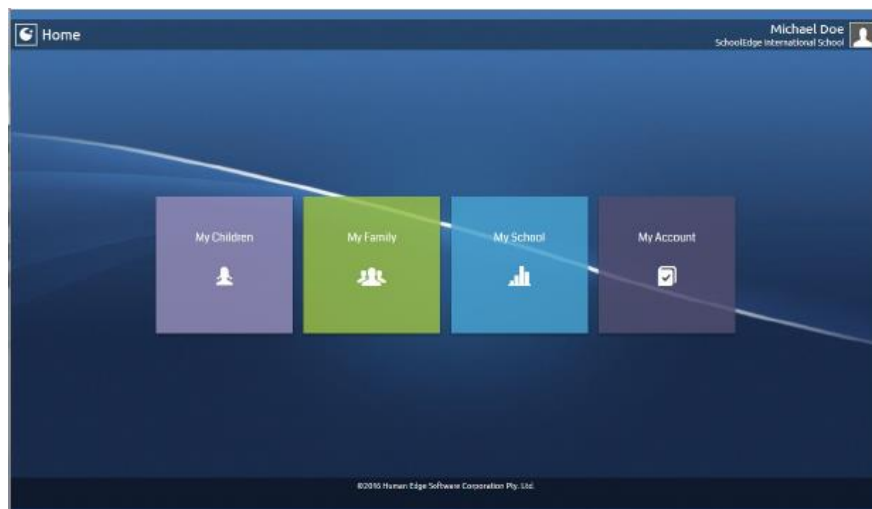 Home
Michael Doe
SchoolEdge International School
My Children
My Family
My School
My Account
©2016 Human Edge Software Corporation Pty. Ltd.